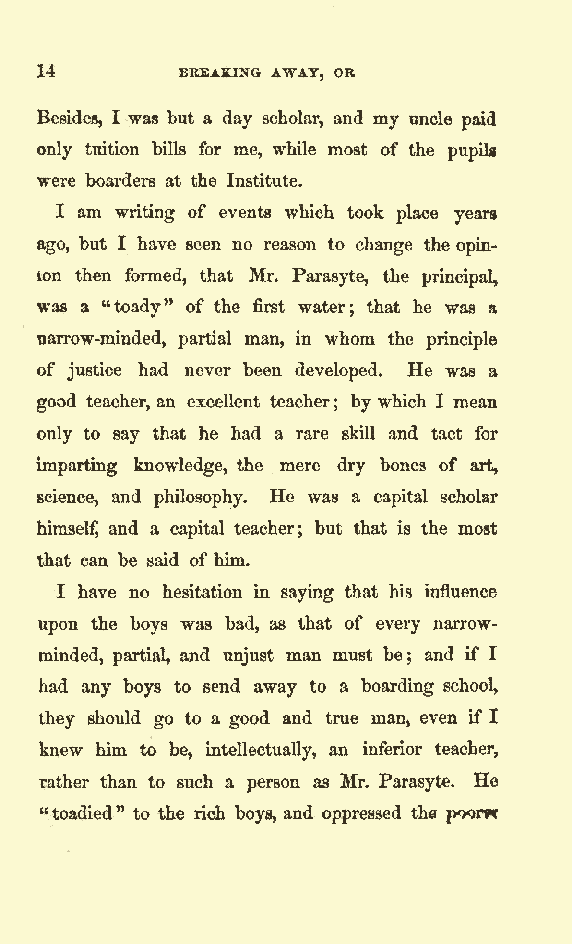 14 BREAKING AWAY, OR
Besides, I was but a day scholar, and my uncle paid
only tuition bills for me, while most of the pupils
were boarders at the Institute.
I am writing of events which took place years
ago, but I have seen no reason to change the opin-
ion then formed, that Mr. Parasyte, the principal,
was a "toady" of the first water; that he was a
narrow-minded, partial man, in whom the principle
of justice had never been developed. He was a
good teacher, an excellent teacher; by which I mean
only to say that he had a rare skill and tact for
imparting knowledge, the mere dry bones of art,
science, and philosophy. He was a capital scholar
himself, and a capital teacher; but that is the most
that can be said of him.
I have no hesitation in saying that his influence
upon the boys was bad, as that of every narrow-
minded, partial, and unjust man must be; and if I
had any boys to send away to a boarding school,
they should go to a good and true man, even if I
knew him to be, intellectually, an inferior teacher,
rather than to such a person as Mr. Parasyte. He
"toadied" to the rich boys, and oppressed the poorer